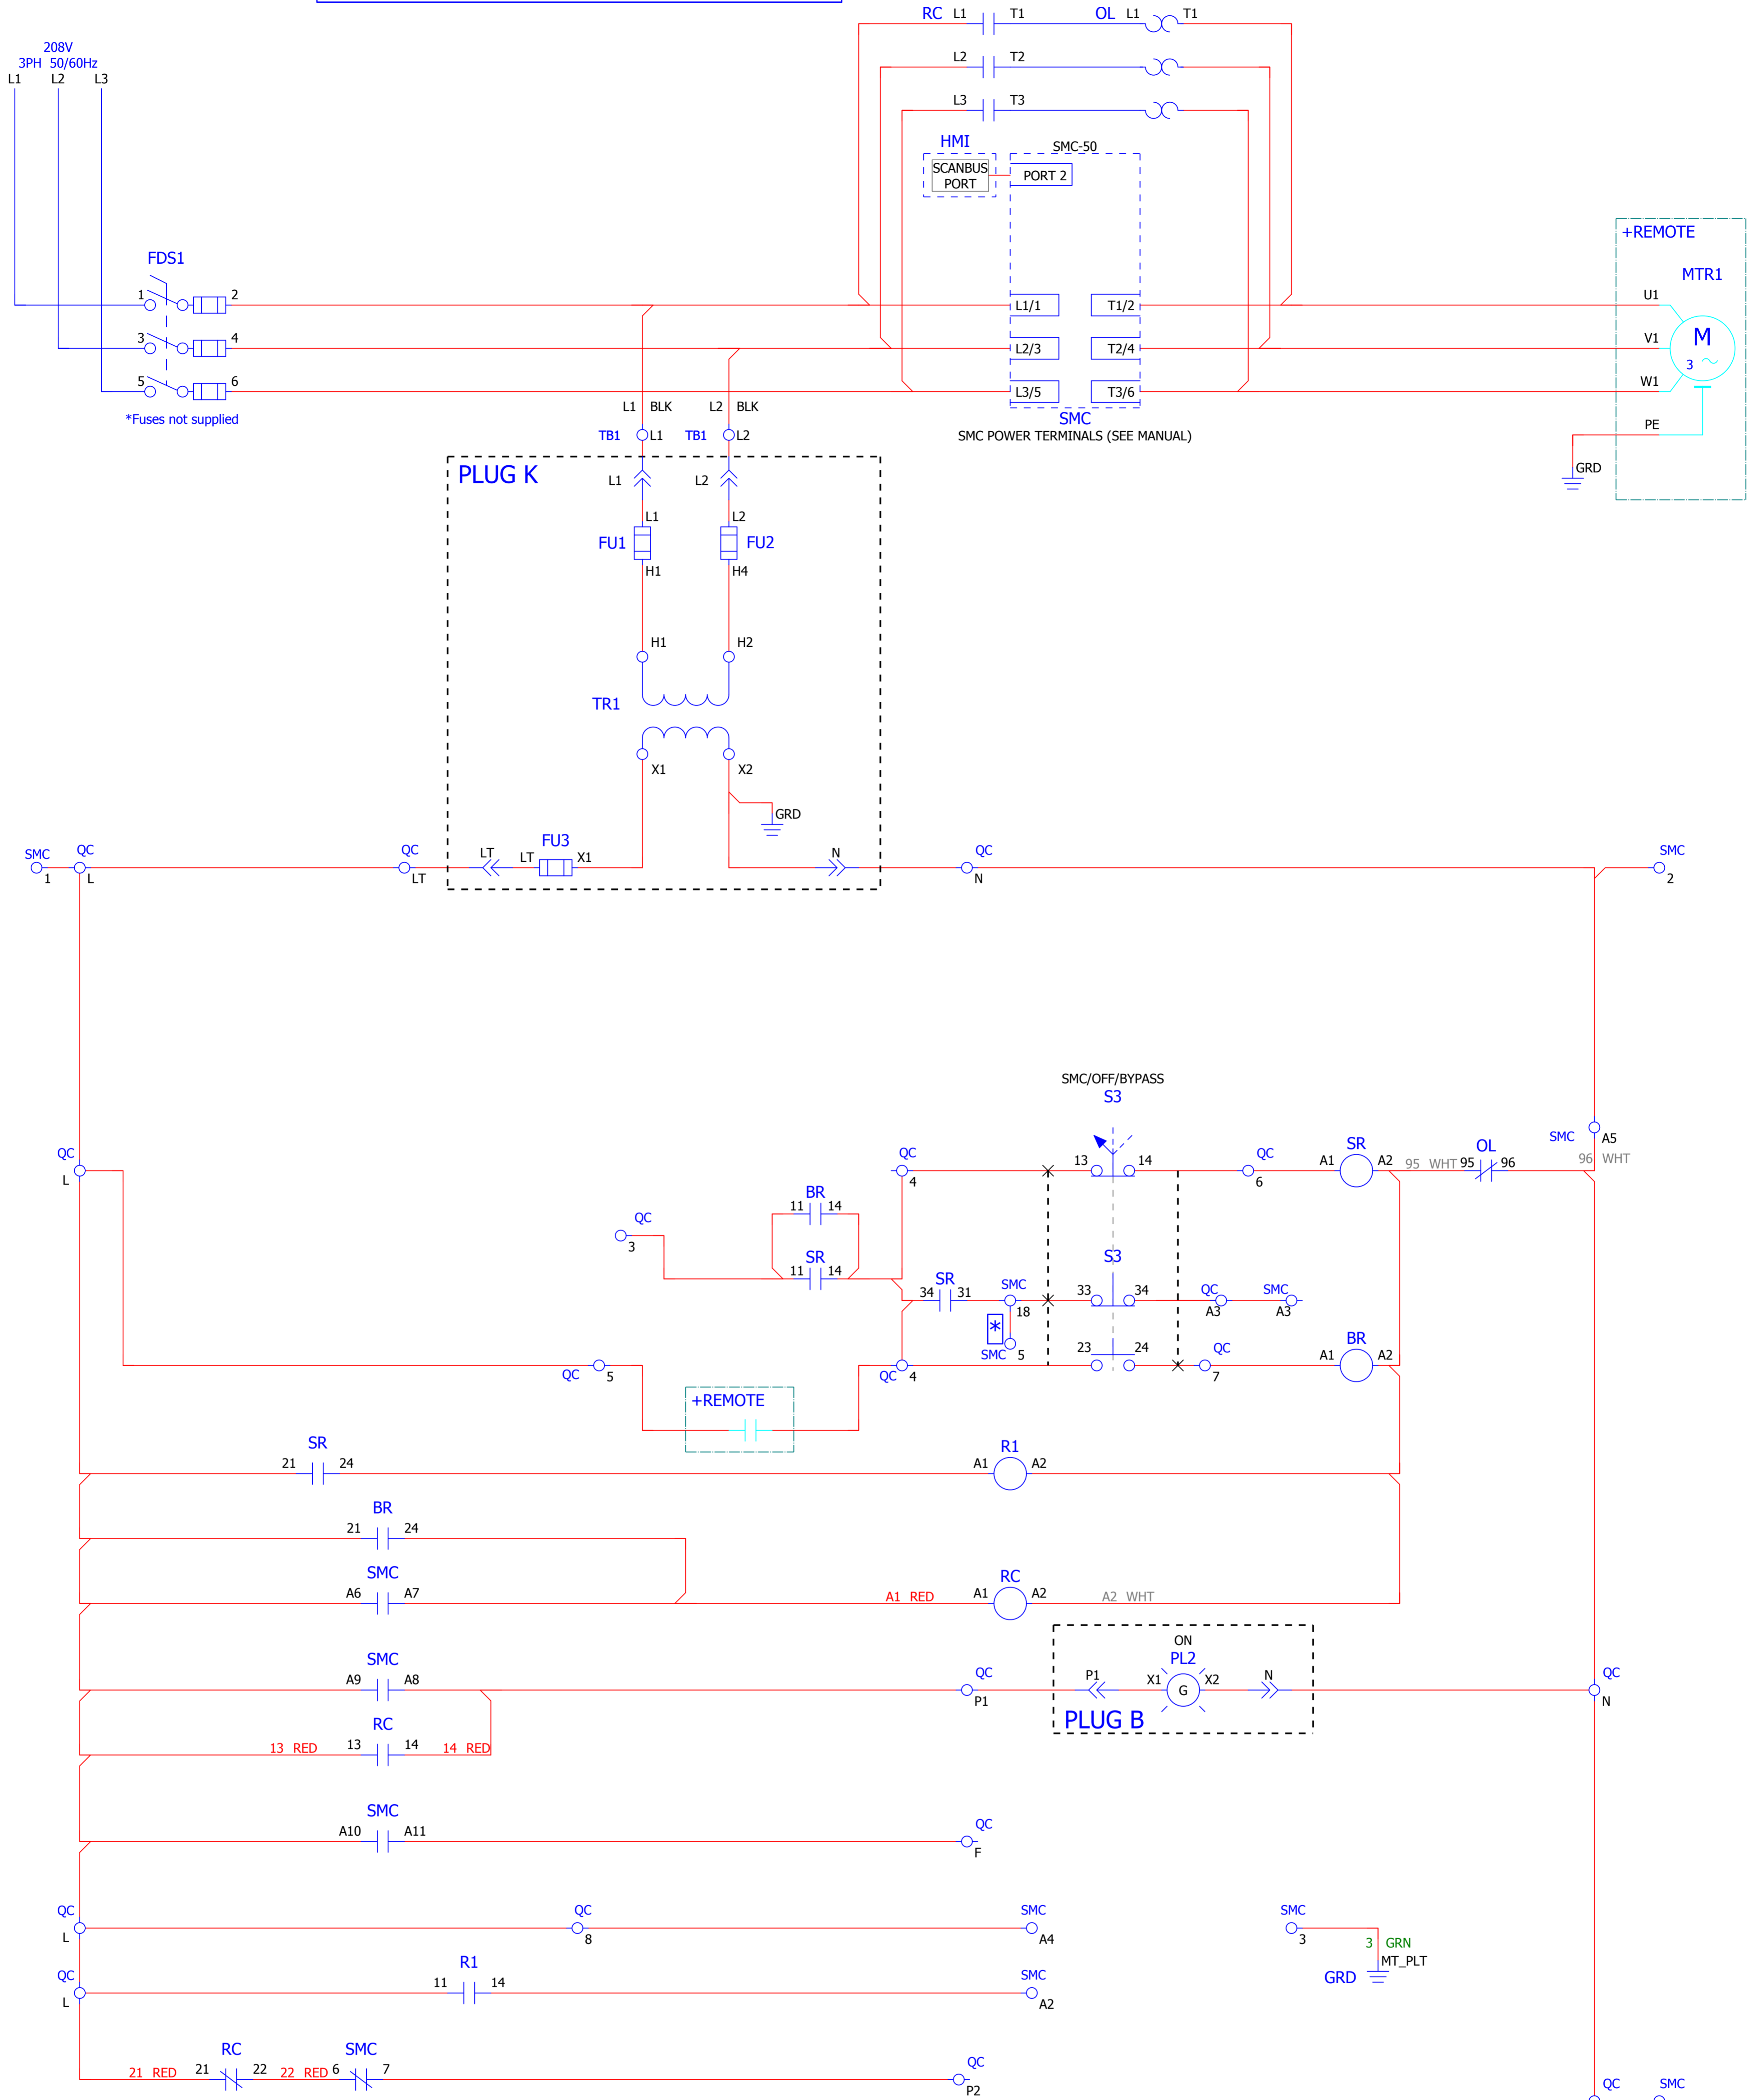 RC L1 T1 OL L1 T1
208V
3PH 50/60Hz
L1 L2 L3
L2 T2
L3 T3
HMI SMC-50
SCANBUS
PORT
PORT 2
+REMOTE
MTR1
FDS1
1 2 L1/1 T1/2 U1
3 4 L2/3 T2/4 V1 M
3
5 6 L3/5 T3/6 W1
*Fuses not supplied
L1 BLK L2 BLK
SMC
SMC POWER TERMINALS (SEE MANUAL)
PE
GRD
TB1 L1 TB1 L2
PLUG K
L1 L2
L1 L2
FU1 FU2
H1 H4
H1 H2
TR1
X1 X2
GRD
SMC QC QC FU3 QC SMC
LT LT X1 N
1 L LT N 2
SMC/OFF/BYPASS
S3
SMC A5
QC QC 13 14 QC SR OL
A1 A2 95 WHT 95 96 96 WHT
L 4 6
BR
11 14
QC
3
SR
11 14
S3
SR SMC QC SMC
34 31 33 34
18 A3 A3
*
SMC 5
23 24 QC BR
A1 A2
QC 5 QC 4 7
+REMOTE
SR R1
21 24 A1 A2
BR
21 24
SMC RC
A6 A7 A1 RED A1 A2 A2 WHT
ON
SMC QC PL2 QC
A9 A8 P1 X1 G X2 N
P1 N
PLUG B
RC
13 RED 13 14 14 RED
SMC
A10 A11 QC
F
QC QC SMC SMC
L 8 A4 3
3 GRN
MT_PLT
GRD
QC R1 SMC
11 14
L A2
RC SMC QC
21 RED 21 22 22 RED 6 7
P2
QC SMC